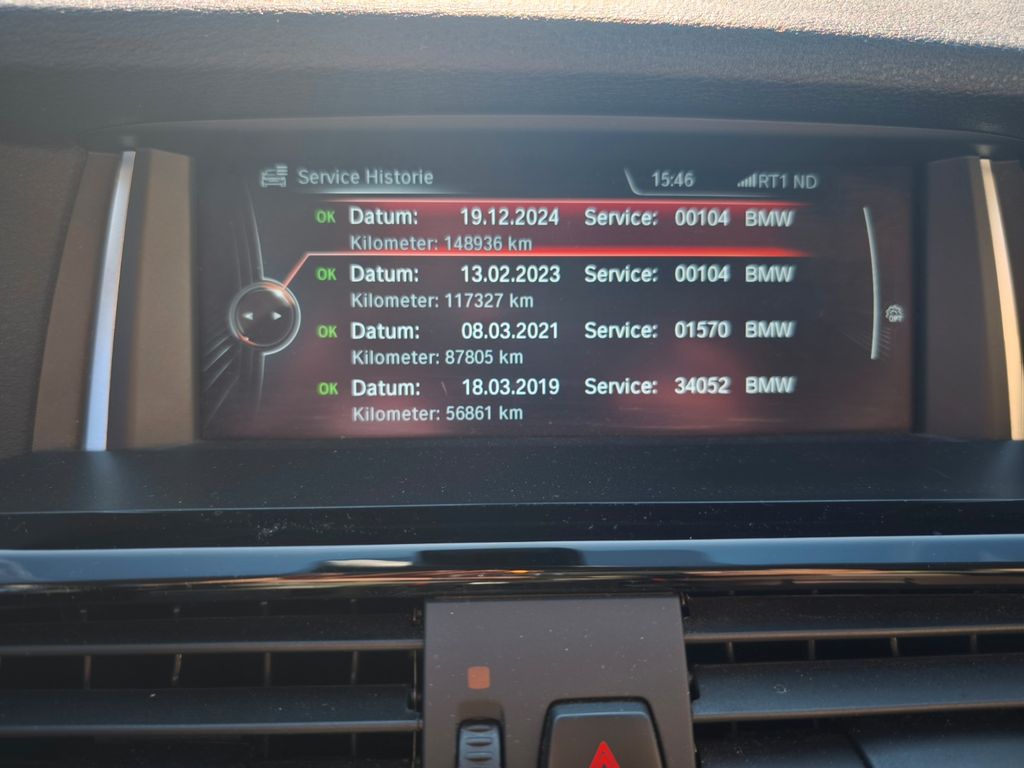 Service Historie 15:46 RT1 ND
OK Datum: 19.12.2024 Service: 00104 BMW
Kilometer: 148936 km
OK Datum: 13.02.2023 Service: 00104 BMW
Kilometer: 117327 km
OK Datum: 08.03.2021 Service: 01570 BMW
Kilometer: 87805 km
OK Datum: 18.03.2019 Service: 34052 BMW
Kilometer: 56861 km